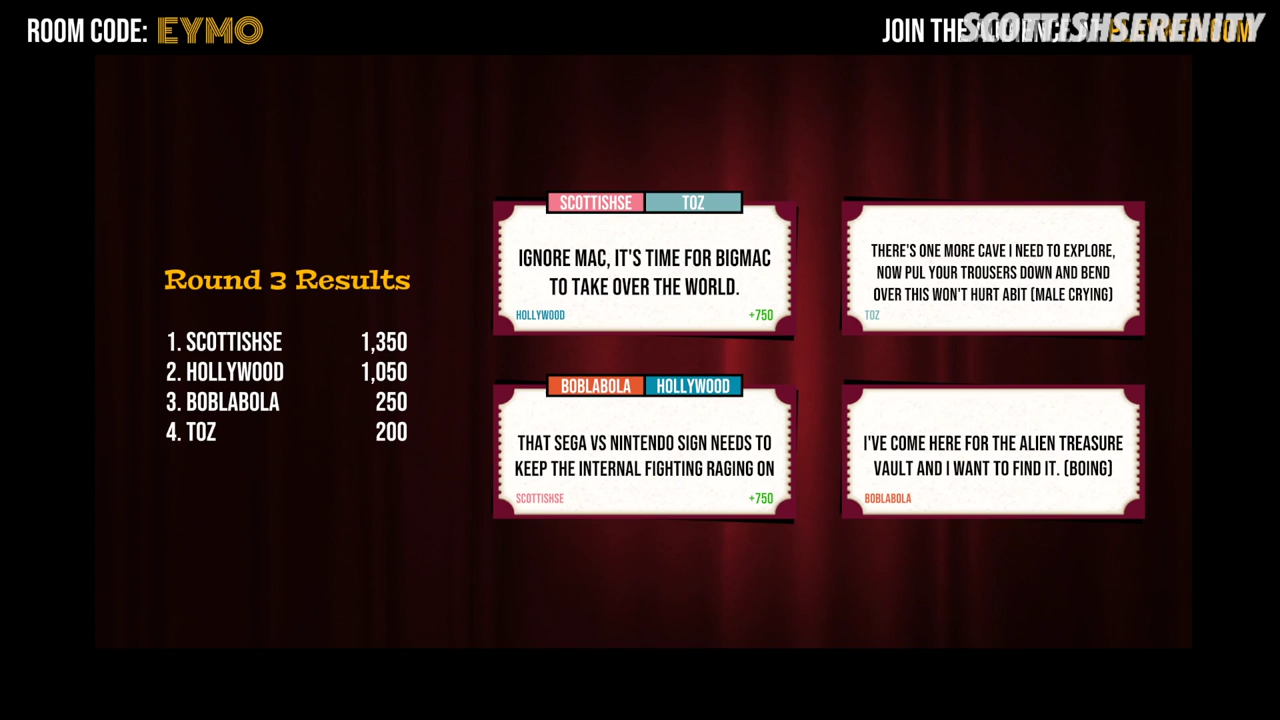 ROOM CODE: EYMO
JOIN THE
SCOTTISHSERENITY
Round 3 Results
1. SCOTTISHSE 1,350
2. HOLLYWOOD 1,050
3. BOBLABOLA 250
4. TOZ 200
SCOTTISHSE TOZ
IGNORE MAC, IT'S TIME FOR BIGMAC
TO TAKE OVER THE WORLD.
HOLLYWOOD +750
THERE'S ONE MORE CAVE I NEED TO EXPLORE,
NOW PUL YOUR TROUSERS DOWN AND BEND
OVER THIS WON'T HURT ABIT (MALE CRYING)
TOZ
BOBLABOLA HOLLYWOOD
THAT SEGA VS NINTENDO SIGN NEEDS TO
KEEP THE INTERNAL FIGHTING RAGING ON
SCOTTISHSE +750
I'VE COME HERE FOR THE ALIEN TREASURE
VAULT AND I WANT TO FIND IT. (BOING)
BOBLABOLA